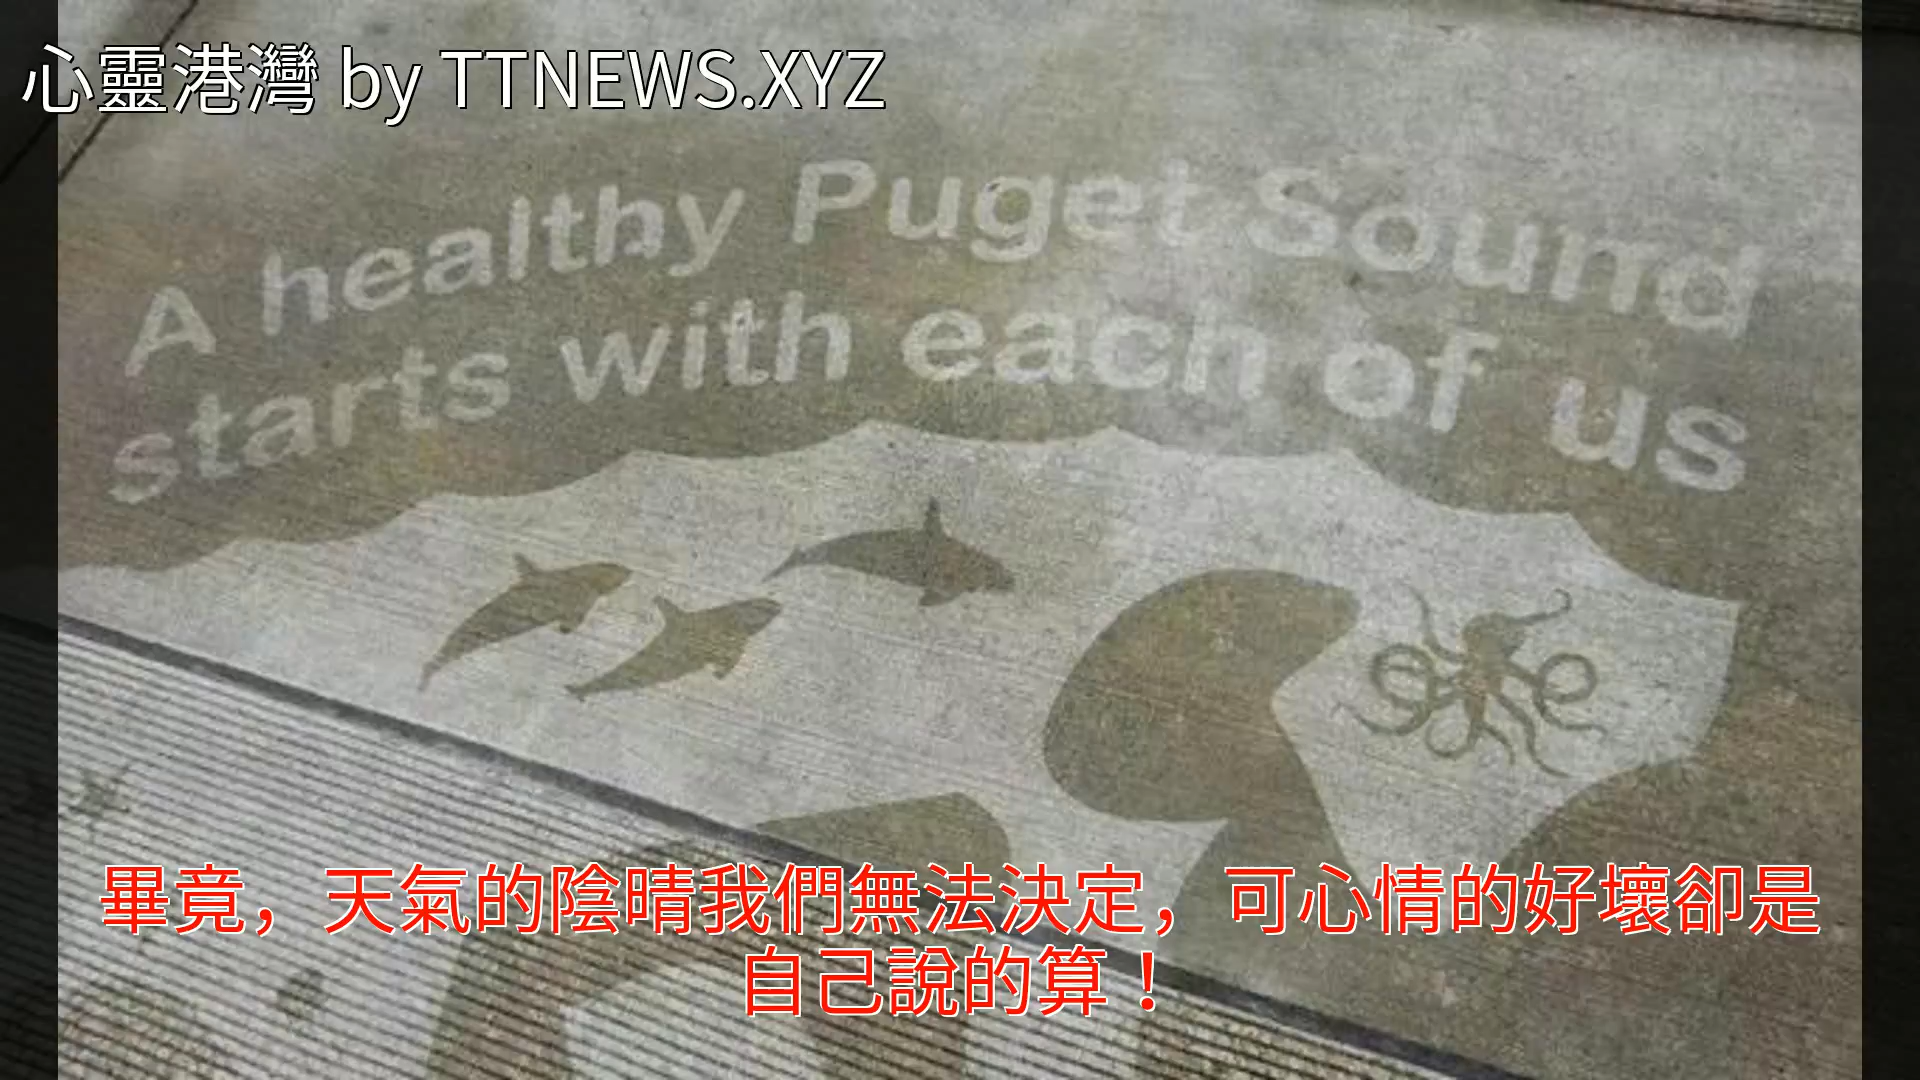 心靈港灣 by TTNEWS.XYZ
A healthy Puget Sound
starts with each of us
畢竟，天氣的陰晴我們無法決定，可心情的好壞卻是
自己說的算！